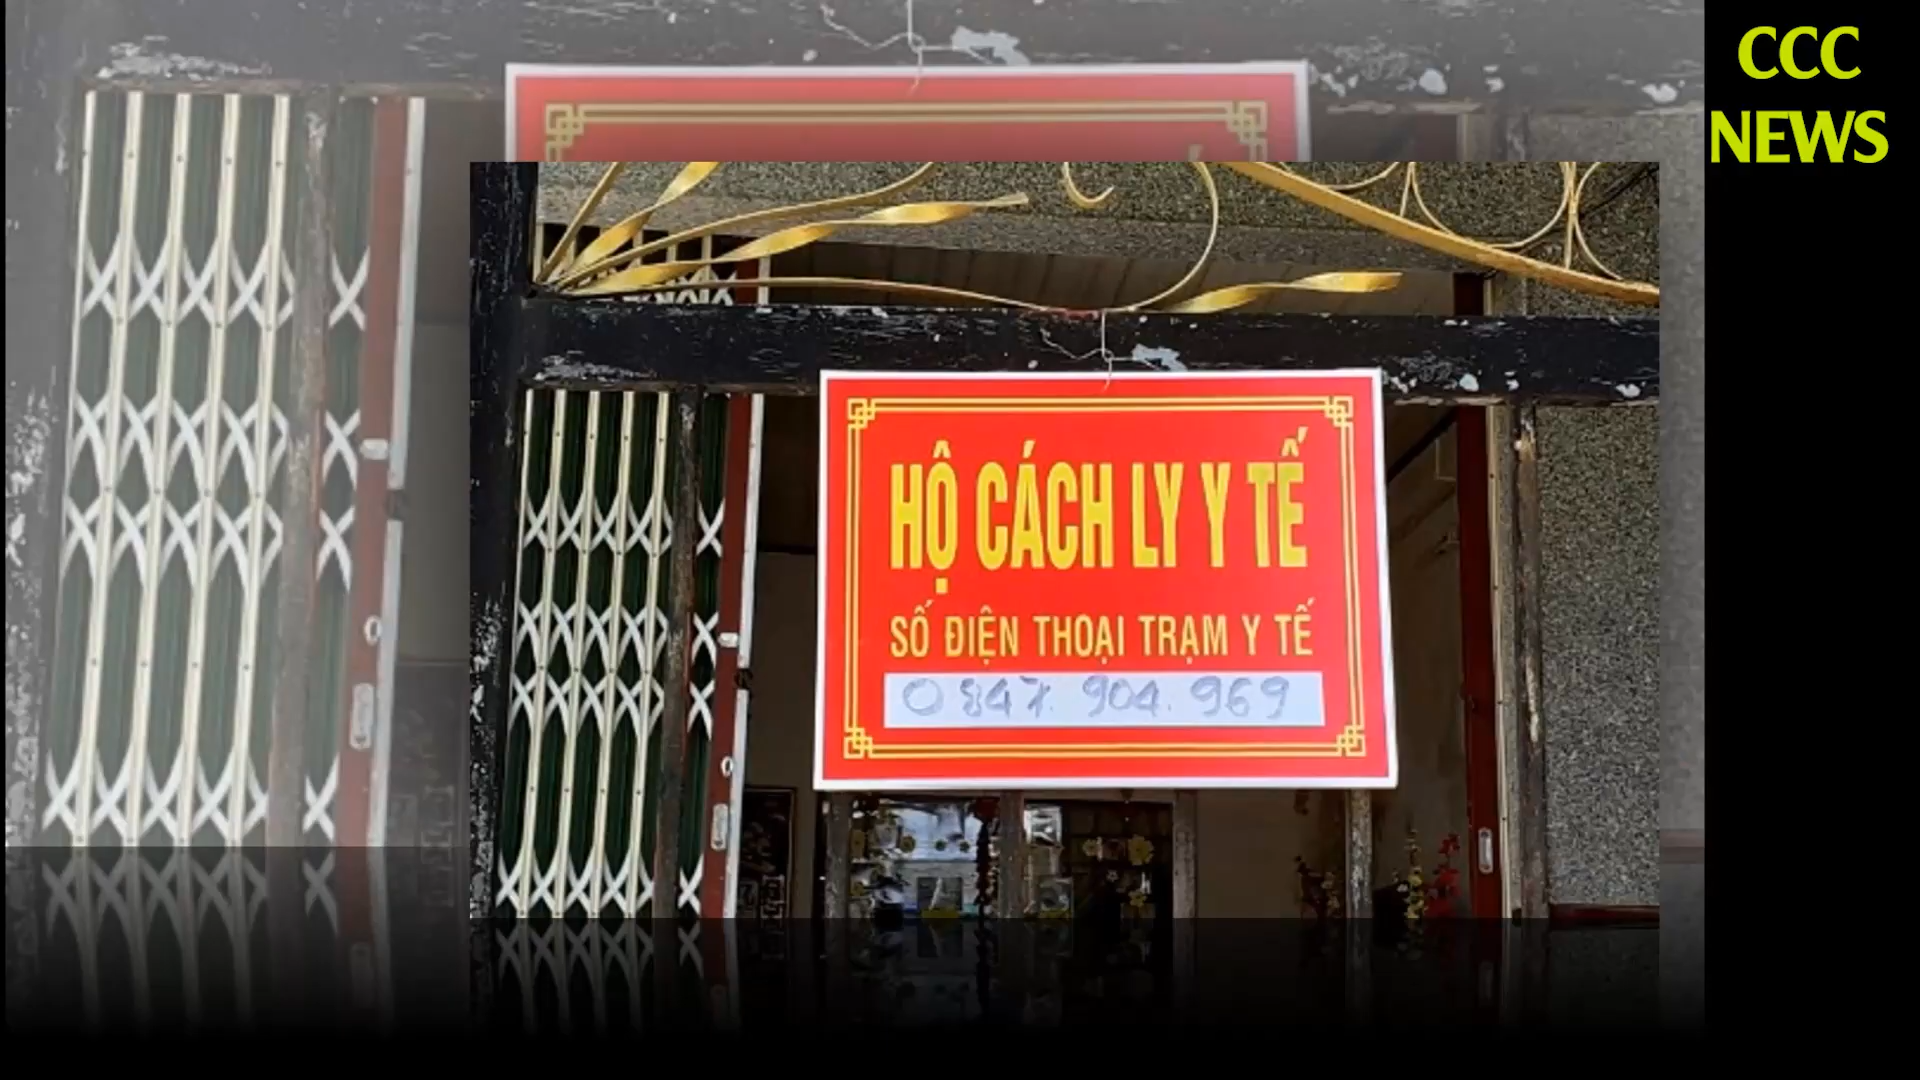 CCC
NEWS
HỘ CÁCH LY Y TẾ
SỐ ĐIỆN THOẠI TRẠM Y TẾ
0847.904.969